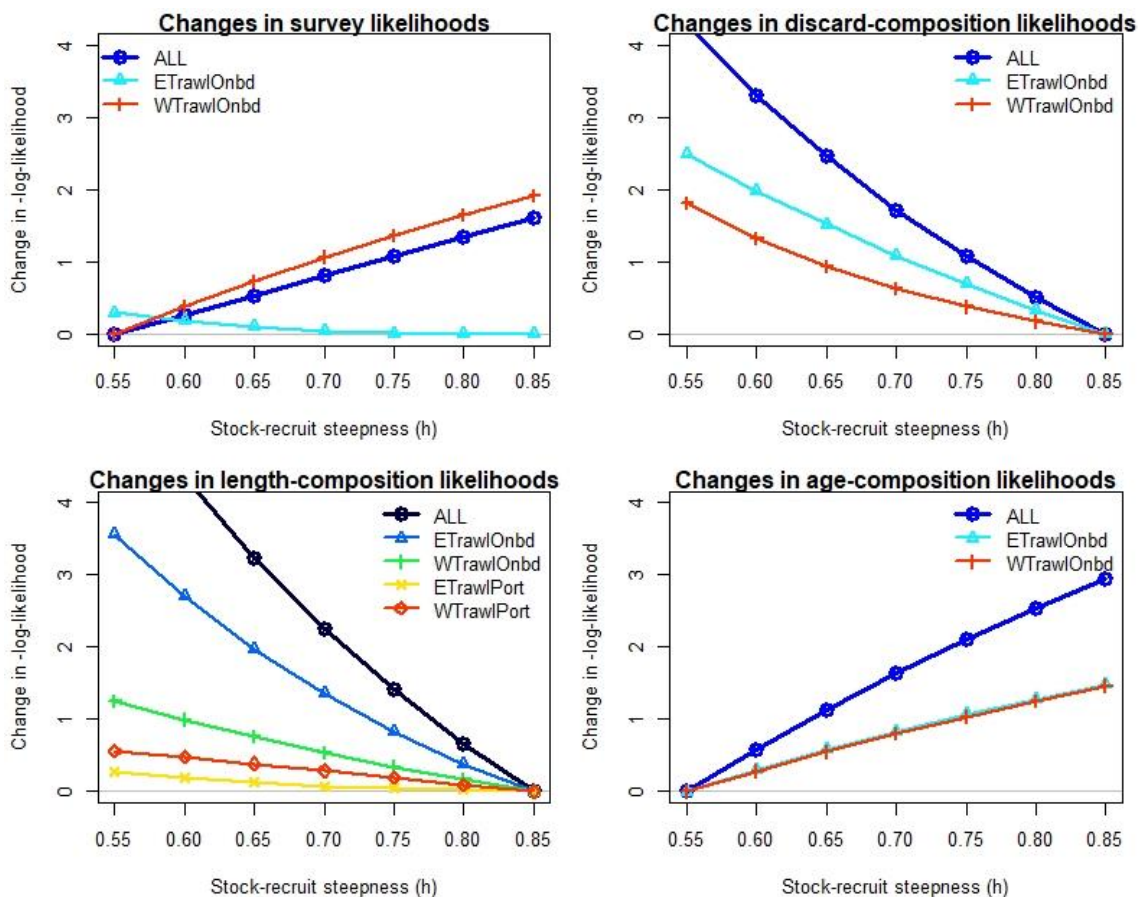 Changes in survey likelihoods
Change in -log-likelihood
4
3
2
1
0
ALL
ETrawlOnbd
WTrawlOnbd
0.55 0.60 0.65 0.70 0.75 0.80 0.85
Stock-recruit steepness (h)
Changes in discard-composition likelihoods
Change in -log-likelihood
4
3
2
1
0
ALL
ETrawlOnbd
WTrawlOnbd
0.55 0.60 0.65 0.70 0.75 0.80 0.85
Stock-recruit steepness (h)
Changes in length-composition likelihoods
Change in -log-likelihood
4
3
2
1
0
ALL
ETrawlOnbd
WTrawlOnbd
ETrawlPort
WTrawlPort
0.55 0.60 0.65 0.70 0.75 0.80 0.85
Stock-recruit steepness (h)
Changes in age-composition likelihoods
Change in -log-likelihood
4
3
2
1
0
ALL
ETrawlOnbd
WTrawlOnbd
0.55 0.60 0.65 0.70 0.75 0.80 0.85
Stock-recruit steepness (h)